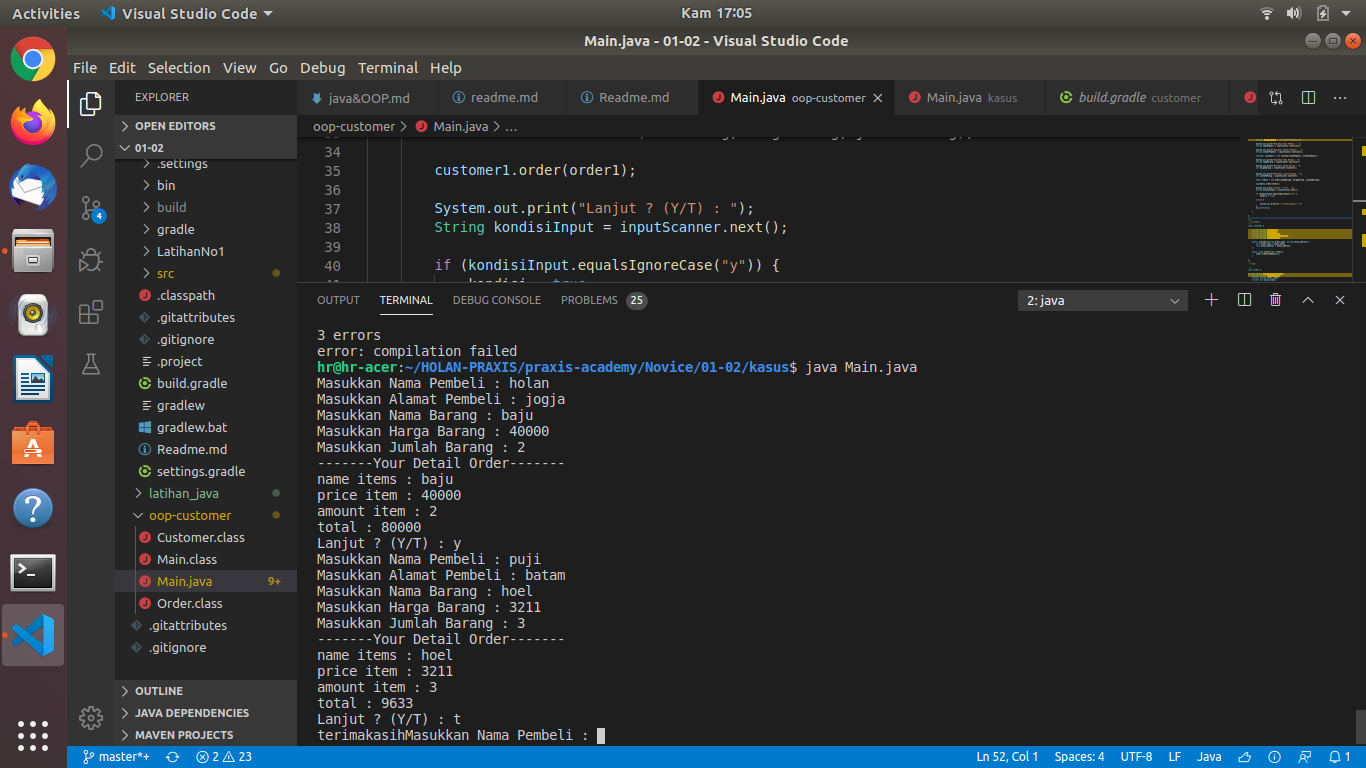 Activities
Visual Studio Code
Kam 17:05
Main.java - 01-02 - Visual Studio Code
File Edit Selection View Go Debug Terminal Help
EXPLORER
java&OOP.md
readme.md
Readme.md
Main.java oop-customer
Main.java kasus
build.gradle customer
OPEN EDITORS
01-02
.settings
bin
build
gradle
LatihanNo1
src
.classpath
.gitattributes
.gitignore
.project
build.gradle
gradlew
gradlew.bat
Readme.md
settings.gradle
latihan_java
oop-customer
Customer.class
Main.class
Main.java 9+
Order.class
.gitattributes
.gitignore
OUTLINE
JAVA DEPENDENCIES
MAVEN PROJECTS
4
oop-customer > Main.java > ...
34
35 customer1.order(order1);
36
37 System.out.print("Lanjut ? (Y/T) : ");
38 String kondisiInput = inputScanner.next();
39
40 if (kondisiInput.equalsIgnoreCase("y")) {
OUTPUT TERMINAL DEBUG CONSOLE PROBLEMS 25
2: java
3 errors
error: compilation failed
hr@hr-acer:~/HOLAN-PRAXIS/praxis-academy/Novice/01-02/kasus$ java Main.java
Masukkan Nama Pembeli : holan
Masukkan Alamat Pembeli : jogja
Masukkan Nama Barang : baju
Masukkan Harga Barang : 40000
Masukkan Jumlah Barang : 2
-------Your Detail Order-------
name items : baju
price item : 40000
amount item : 2
total : 80000
Lanjut ? (Y/T) : y
Masukkan Nama Pembeli : puji
Masukkan Alamat Pembeli : batam
Masukkan Nama Barang : hoel
Masukkan Harga Barang : 3211
Masukkan Jumlah Barang : 3
-------Your Detail Order-------
name items : hoel
price item : 3211
amount item : 3
total : 9633
Lanjut ? (Y/T) : t
terimakasihMasukkan Nama Pembeli :
master*+
2 23
Ln 52, Col 1
Spaces: 4
UTF-8
LF
Java
1